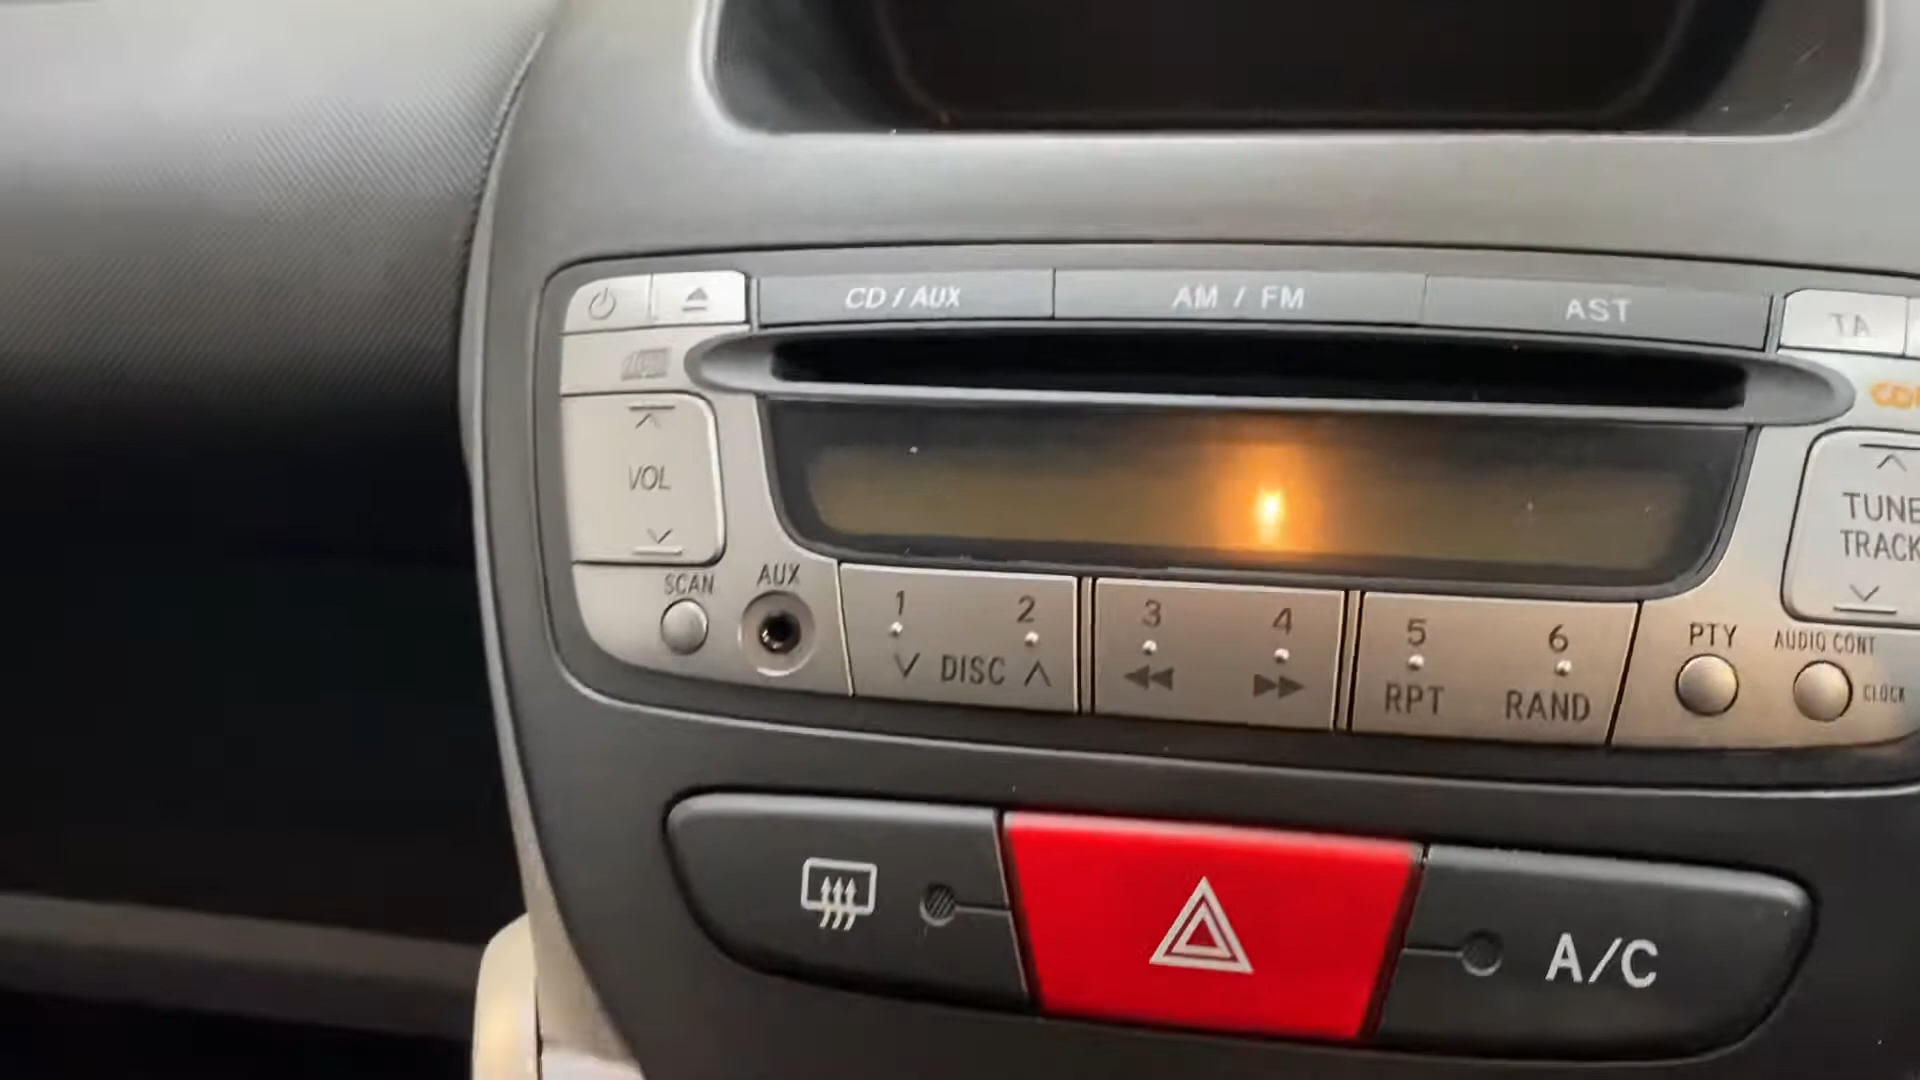 CD / AUX AM / FM AST TA
VOL
TUNE
TRACK
SCAN AUX 1 2 3 4 5 6 PTY AUDIO CONT
DISC RPT RAND CLOCK
A/C